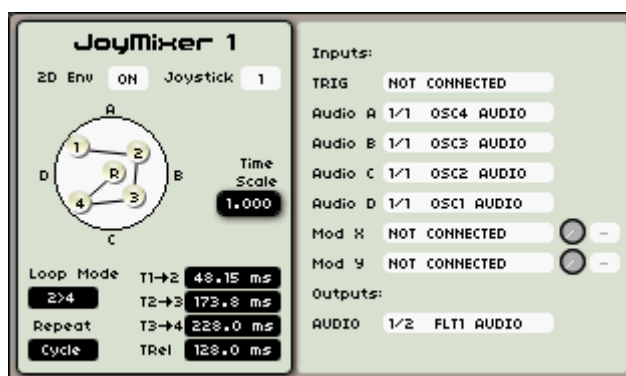 JoyMixer 1
2D Env ON Joystick 1
A
1
2
D
R
B
4
3
C
Time
Scale
1.000
Loop Mode
2>4
Repeat
Cycle
T1→2 48.15 ms
T2→3 173.8 ms
T3→4 228.0 ms
TRel 128.0 ms
Inputs:
TRIG NOT CONNECTED
Audio A 1/1 OSC4 AUDIO
Audio B 1/1 OSC3 AUDIO
Audio C 1/1 OSC2 AUDIO
Audio D 1/1 OSC1 AUDIO
Mod X NOT CONNECTED -
Mod Y NOT CONNECTED -
Outputs:
AUDIO 1/2 FLT1 AUDIO